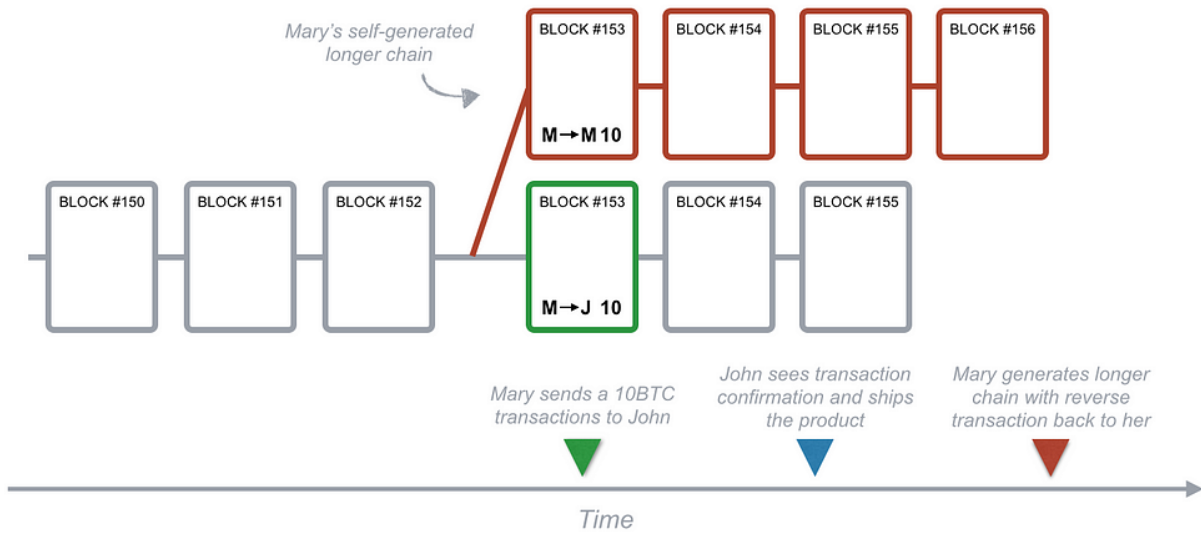 Mary's self-generated
longer chain
BLOCK #153
BLOCK #154
BLOCK #155
BLOCK #156
M→M 10
BLOCK #150
BLOCK #151
BLOCK #152
BLOCK #153
BLOCK #154
BLOCK #155
M→J 10
Mary sends a 10BTC
transactions to John
John sees transaction
confirmation and ships
the product
Mary generates longer
chain with reverse
transaction back to her
Time